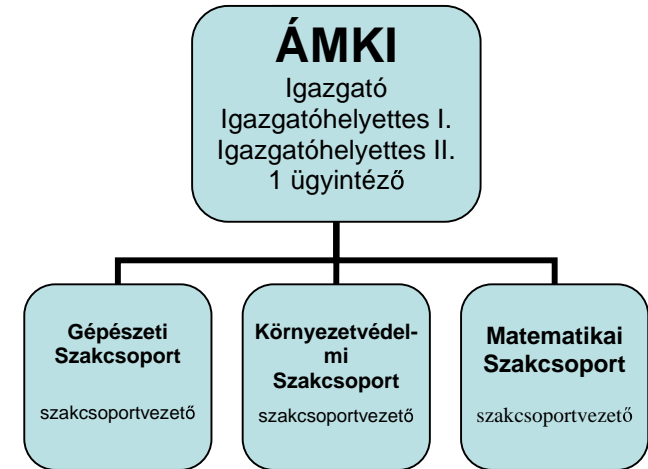 ÁMKI
Igazgató
Igazgatóhelyettes I.
Igazgatóhelyettes II.
1 ügyintéző
Gépészeti
Szakcsoport
szakcsoportvezető
Környezetvédel-
mi
Szakcsoport
szakcsoportvezető
Matematikai
Szakcsoport
szakcsoportvezető